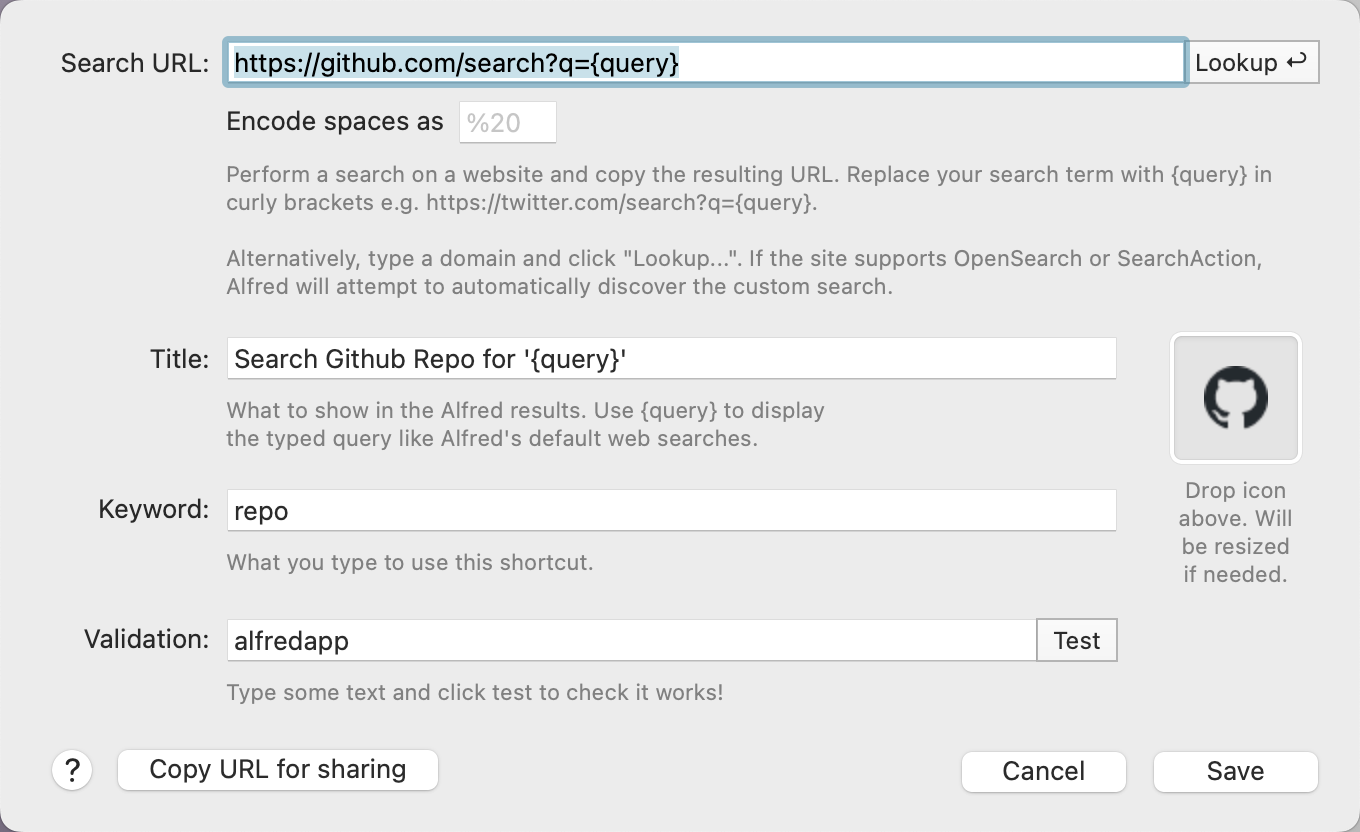 Search URL: https://github.com/search?q={query} Lookup ↩
Encode spaces as %20
Perform a search on a website and copy the resulting URL. Replace your search term with {query} in
curly brackets e.g. https://twitter.com/search?q={query}.
Alternatively, type a domain and click "Lookup...". If the site supports OpenSearch or SearchAction,
Alfred will attempt to automatically discover the custom search.
Title: Search Github Repo for '{query}'
What to show in the Alfred results. Use {query} to display
the typed query like Alfred's default web searches.
Drop icon
above. Will
be resized
if needed.
Keyword: repo
What you type to use this shortcut.
Validation: alfredapp Test
Type some text and click test to check it works!
? Copy URL for sharing Cancel Save